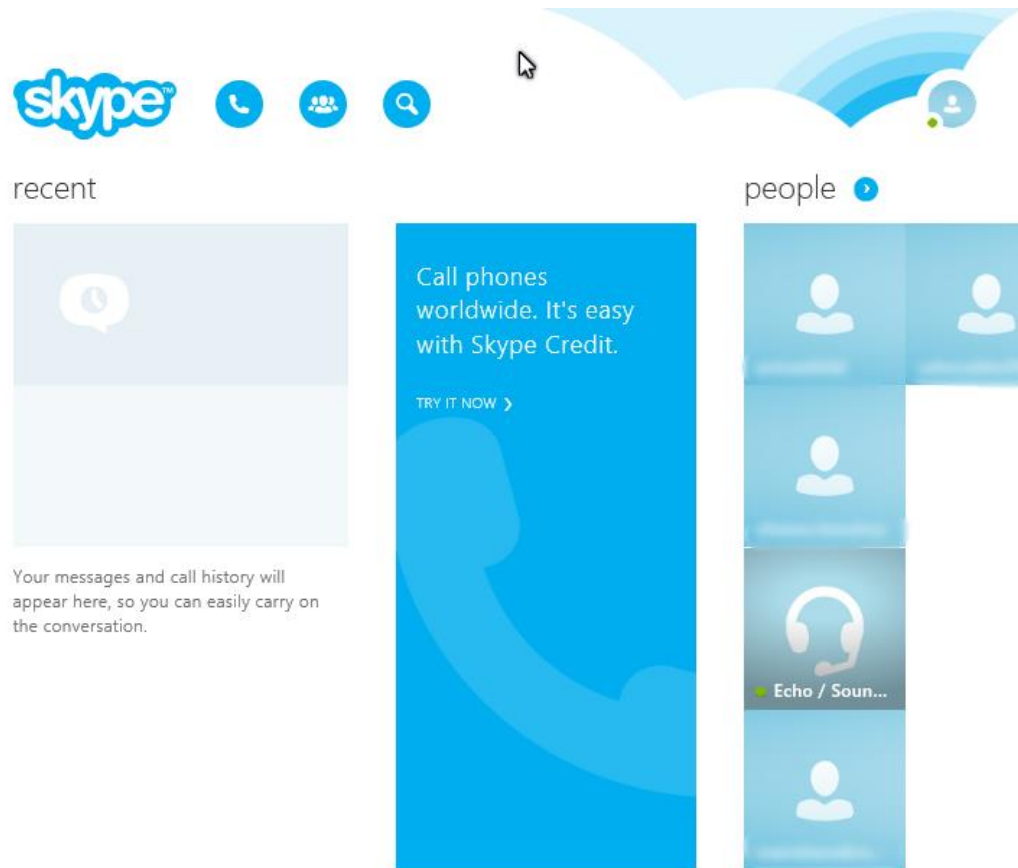 skype™
recent
people
Call phones
worldwide. It's easy
with Skype Credit.
TRY IT NOW
Your messages and call history will
appear here, so you can easily carry on
the conversation.
Echo / Soun...